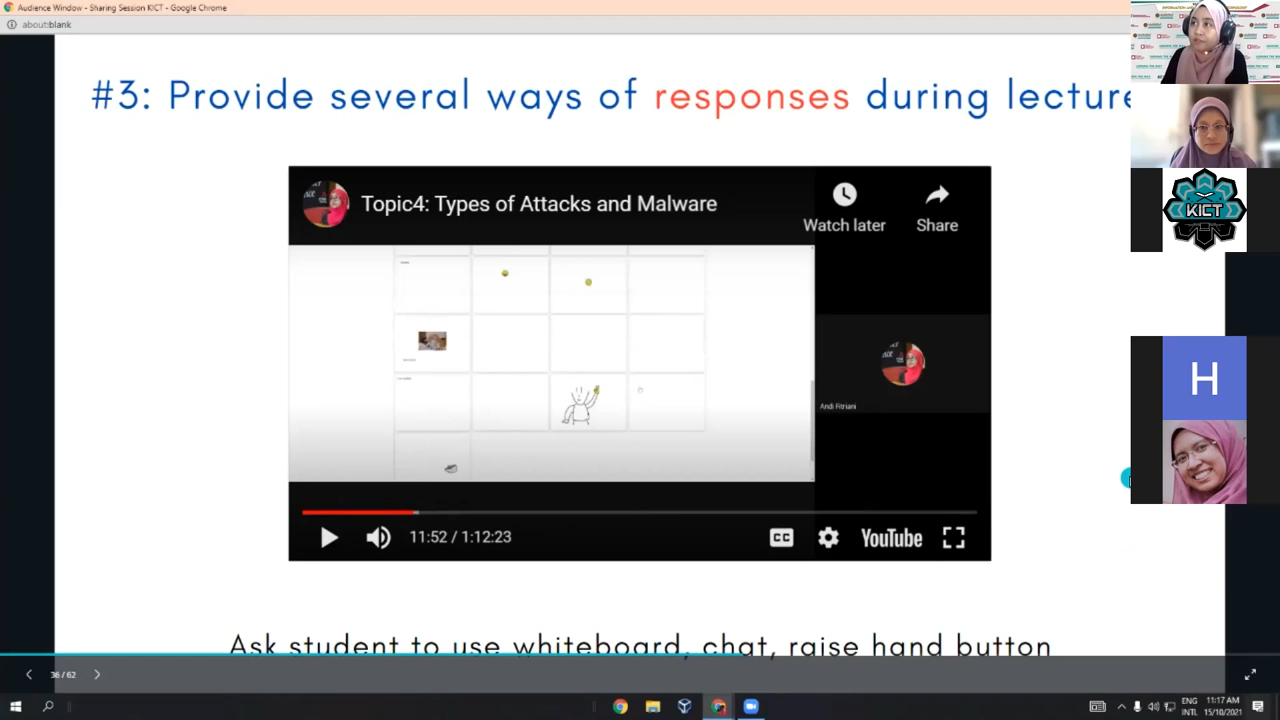 Audience Window - Sharing Session KICT - Google Chrome
about:blank
#3: Provide several ways of responses during lecture
Topic4: Types of Attacks and Malware
Watch later
Share
Andi Fitriani
11:52 / 1:12:23
CC
YouTube
KICT
H
Ask student to use whiteboard, chat, raise hand button
36 / 62
ENG
INTL
11:17 AM
15/10/2021